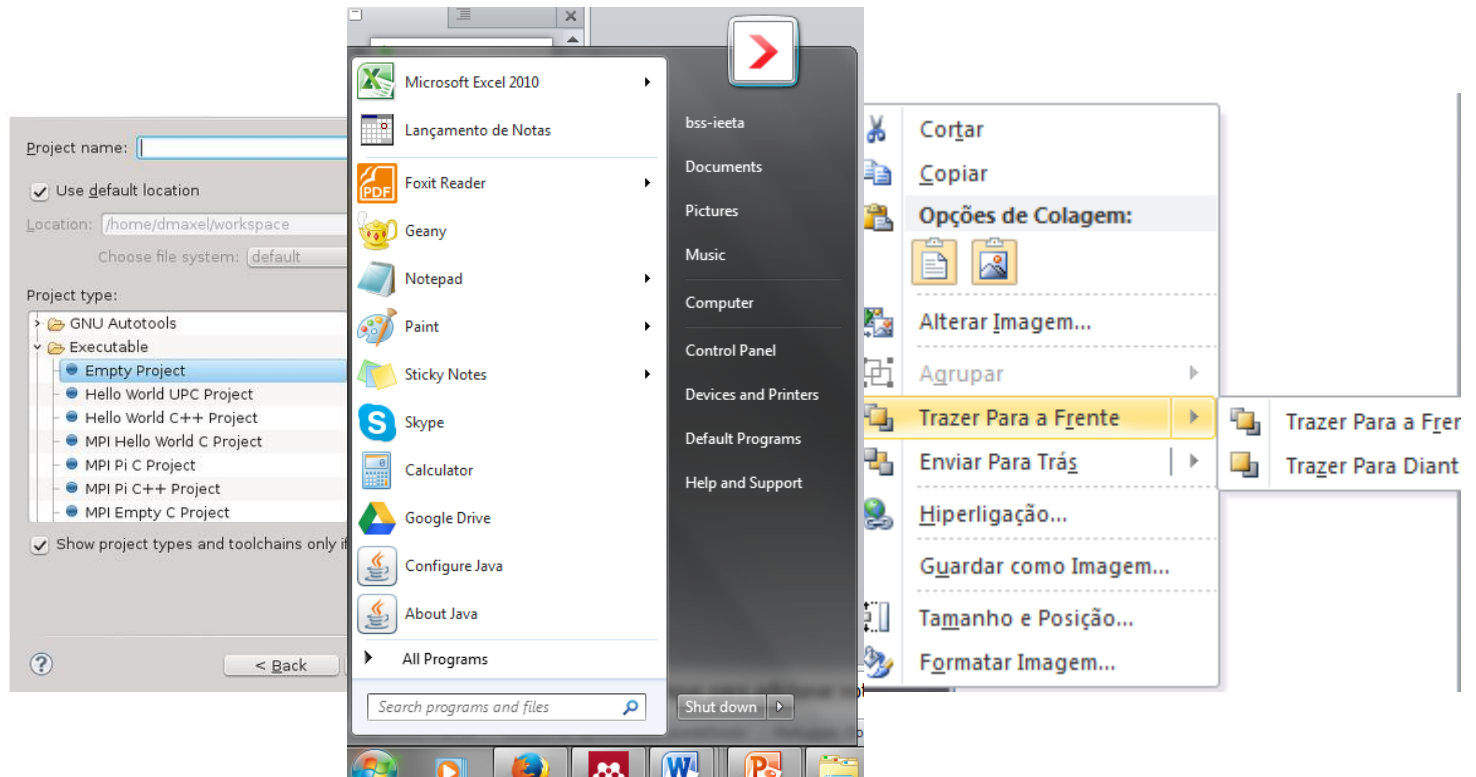 Project name:
Use default location
Location: /home/dmaxel/workspace
Choose file system: default
Project type:
GNU Autotools
Executable
Empty Project
Hello World UPC Project
Hello World C++ Project
MPI Hello World C Project
MPI Pi C Project
MPI Pi C++ Project
MPI Empty C Project
Show project types and toolchains only
< Back
Microsoft Excel 2010
Lançamento de Notas
Foxit Reader
PDF
Geany
Notepad
Paint
Sticky Notes
Skype
Calculator
Google Drive
Configure Java
About Java
All Programs
Search programs and files
bss-ieeta
Documents
Pictures
Music
Computer
Control Panel
Devices and Printers
Default Programs
Help and Support
Shut down
Cortar
Copiar
Opções de Colagem:
Alterar Imagem...
Agrupar
Trazer Para a Frente
Enviar Para Trás
Hiperligação...
Guardar como Imagem...
Tamanho e Posição...
Formatar Imagem...
Trazer Para a
Trazer Para